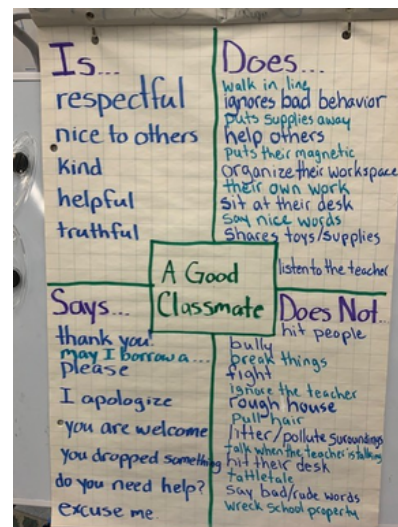 Is...
respectful
nice to others
kind
helpful
truthful
Does...
walk in line
ignores bad behavior
puts supplies away
help others
puts their magnetic
organize their workspace
their own work
sit at their desk
say nice words
shares toys/supplies
listen to the teacher
A Good
Classmate
Says...
thank you!
may I borrow a...
please
I apologize
you are welcome
you dropped something
do you need help?
excuse me
Does Not...
hit people
bully
break things
fight
ignore the teacher
rough house
pull hair
litter/pollute suroundings
talk when the teacher is talking
hit their desk
tattletale
say bad/rude words
wreck school property